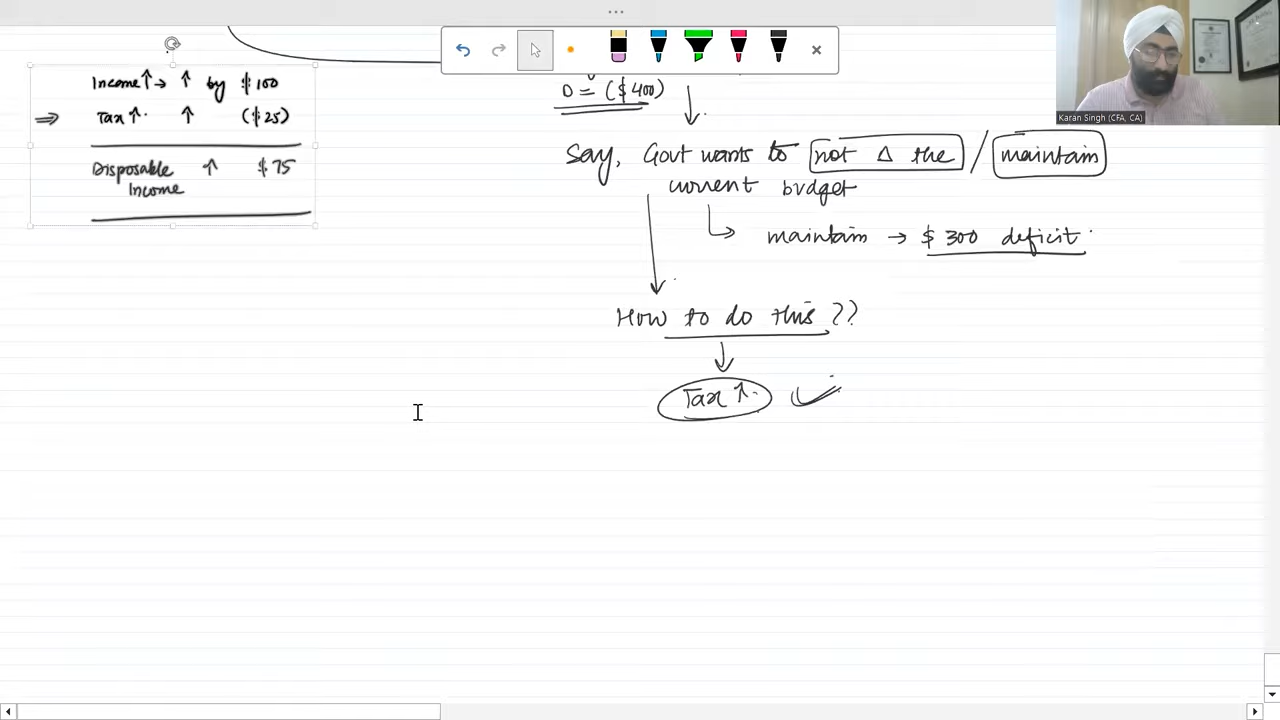 Income↑→ ↑ by $100
⇒ Tax↑. ↑ ($25)
Disposable Income ↑ $75
D = ($400)
Say, Govt wants to not Δ the / maintain
current budget
maintain → $300 deficit
How to do this ??
Tax ↑.
Karan Singh (CFA, CA)